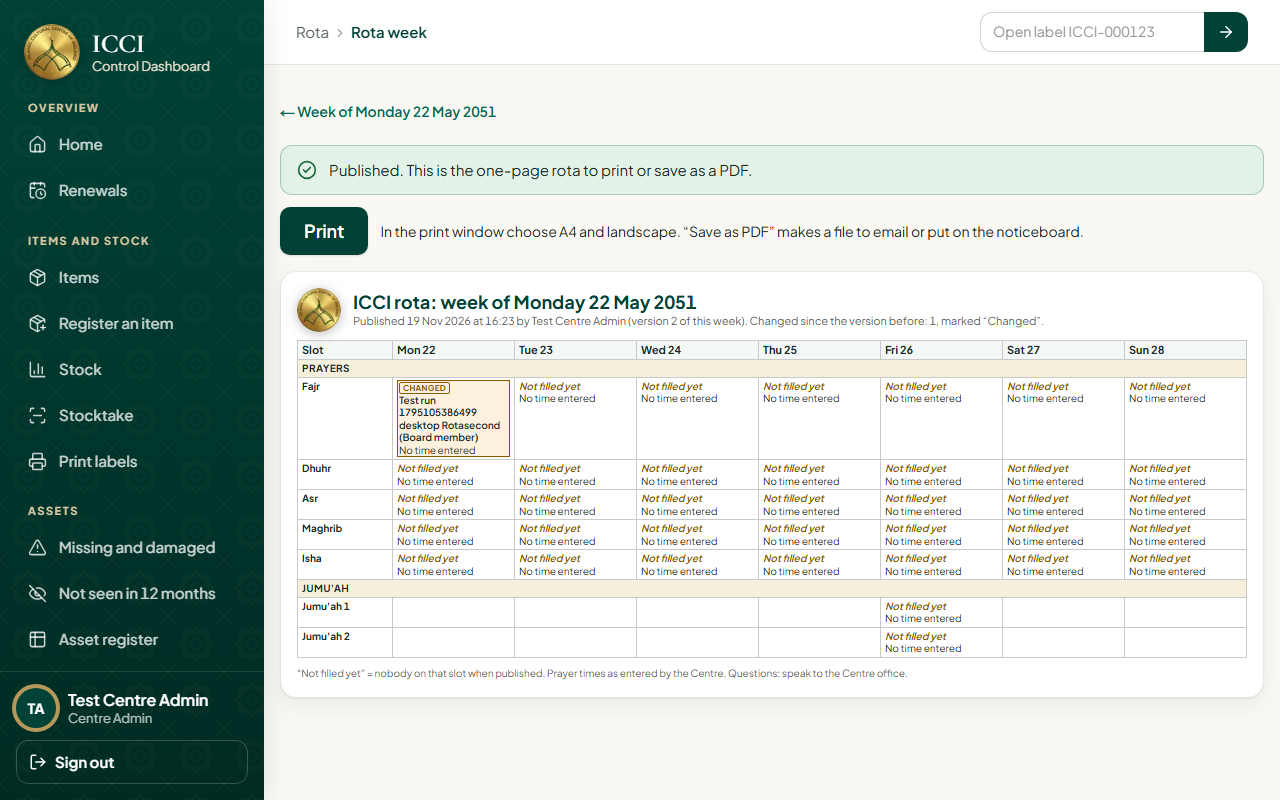 ICCI
Control Dashboard
OVERVIEW
Home
Renewals
ITEMS AND STOCK
Items
Register an item
Stock
Stocktake
Print labels
ASSETS
Missing and damaged
Not seen in 12 months
Asset register
TA
Test Centre Admin
Centre Admin
Sign out
Rota > Rota week
Open label ICCI-000123
← Week of Monday 22 May 2051
Published. This is the one-page rota to print or save as a PDF.
Print
In the print window choose A4 and landscape. “Save as PDF” makes a file to email or put on the noticeboard.
ICCI rota: week of Monday 22 May 2051
Published 19 Nov 2026 at 16:23 by Test Centre Admin (version 2 of this week). Changed since the version before: 1, marked “Changed”.
Slot Mon 22 Tue 23 Wed 24 Thu 25 Fri 26 Sat 27 Sun 28
PRAYERS
Fajr CHANGED Not filled yet Not filled yet Not filled yet Not filled yet Not filled yet Not filled yet
Test run No time entered No time entered No time entered No time entered No time entered No time entered
1795105386499
desktop Rotasecond
(Board member)
No time entered
Dhuhr Not filled yet Not filled yet Not filled yet Not filled yet Not filled yet Not filled yet Not filled yet
No time entered No time entered No time entered No time entered No time entered No time entered No time entered
Asr Not filled yet Not filled yet Not filled yet Not filled yet Not filled yet Not filled yet Not filled yet
No time entered No time entered No time entered No time entered No time entered No time entered No time entered
Maghrib Not filled yet Not filled yet Not filled yet Not filled yet Not filled yet Not filled yet Not filled yet
No time entered No time entered No time entered No time entered No time entered No time entered No time entered
Isha Not filled yet Not filled yet Not filled yet Not filled yet Not filled yet Not filled yet Not filled yet
No time entered No time entered No time entered No time entered No time entered No time entered No time entered
JUMU'AH
Jumu'ah 1 Not filled yet
No time entered
Jumu'ah 2 Not filled yet
No time entered
“Not filled yet” = nobody on that slot when published. Prayer times as entered by the Centre. Questions: speak to the Centre office.